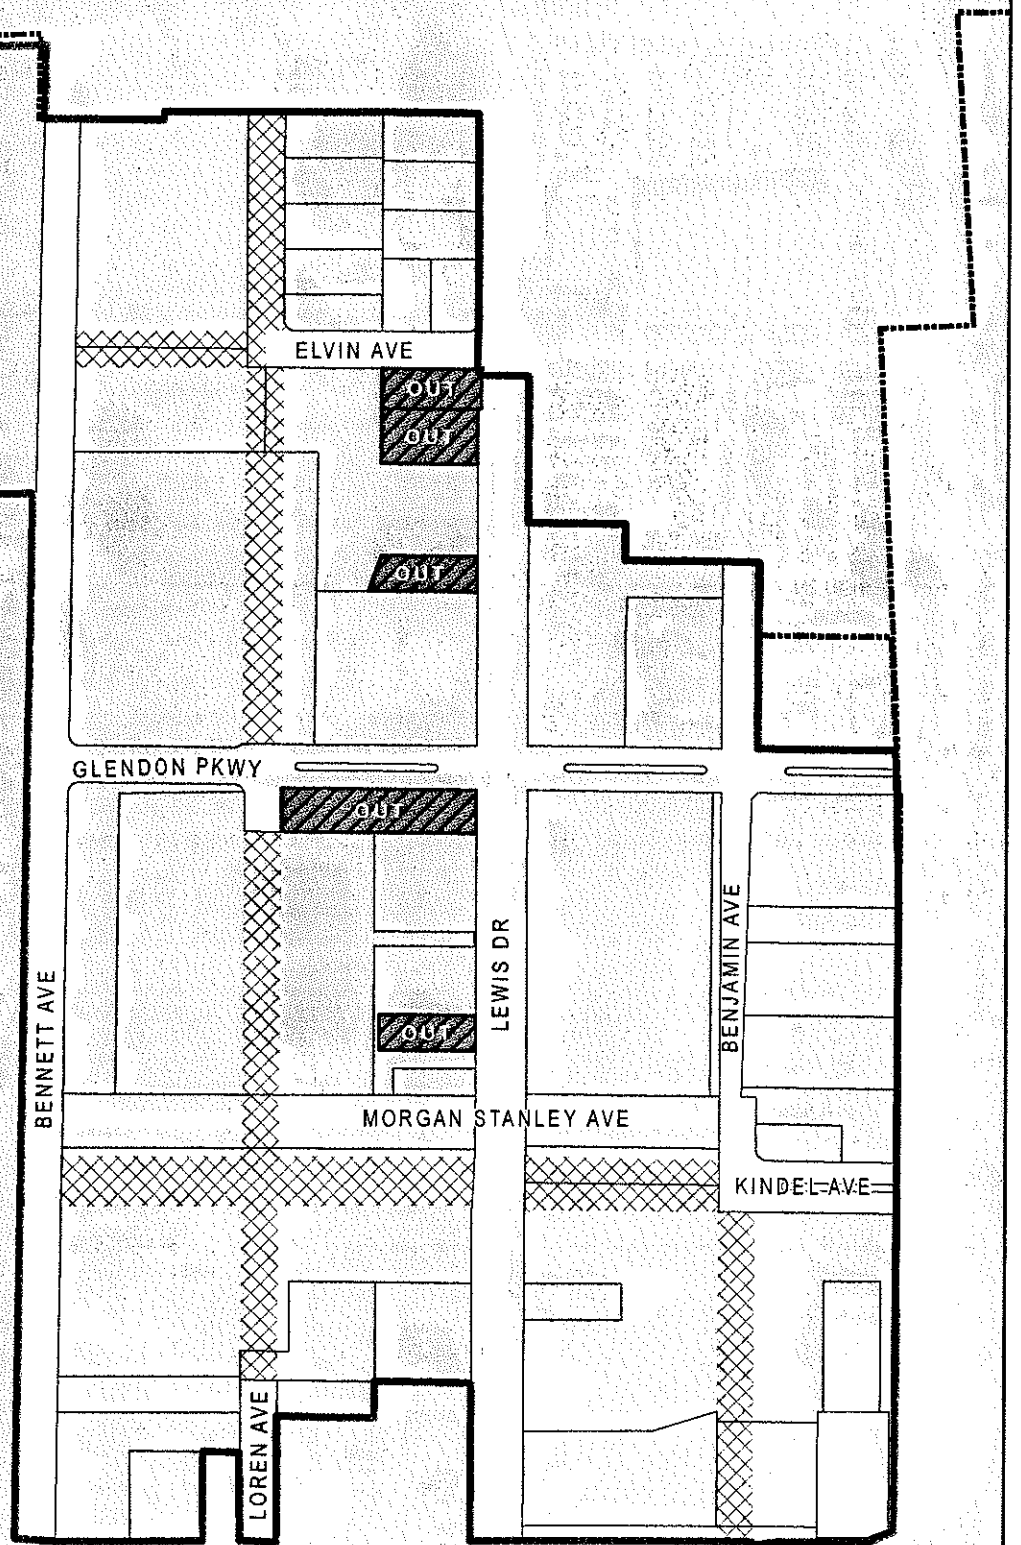 ELVIN AVE
OUT
OUT
OUT
GLENDON PKWY
OUT
BENJAMIN AVE
LEWIS DR
BENNETT AVE
OUT
MORGAN STANLEY AVE
KINDEL AVE
LOREN AVE